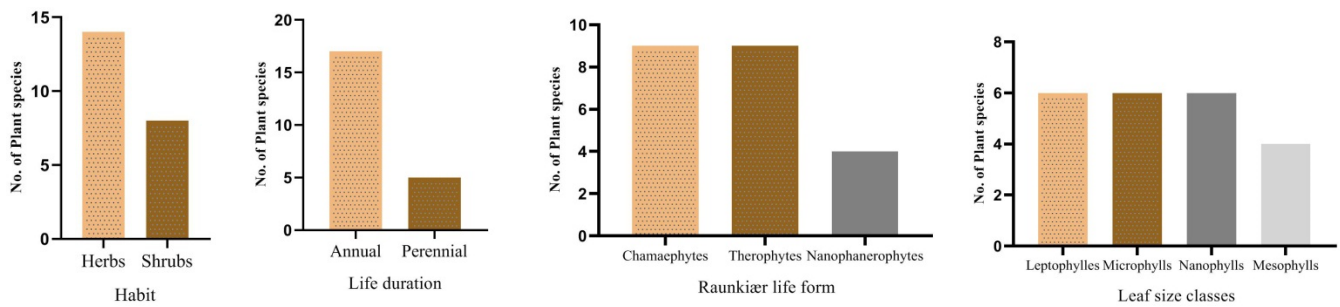 No. of Plant species
15
10
5
0
Herbs Shrubs
Habit
No. of Plant species
20
15
10
5
0
Annual Perennial
Life duration
No. of Plant species
10
8
6
4
2
0
Chamaephytes Therophytes Nanophanerophytes
Raunkiær life form
No. of Plant species
8
6
4
2
0
Leptophylles Microphylls Nanophylls Mesophylls
Leaf size classes